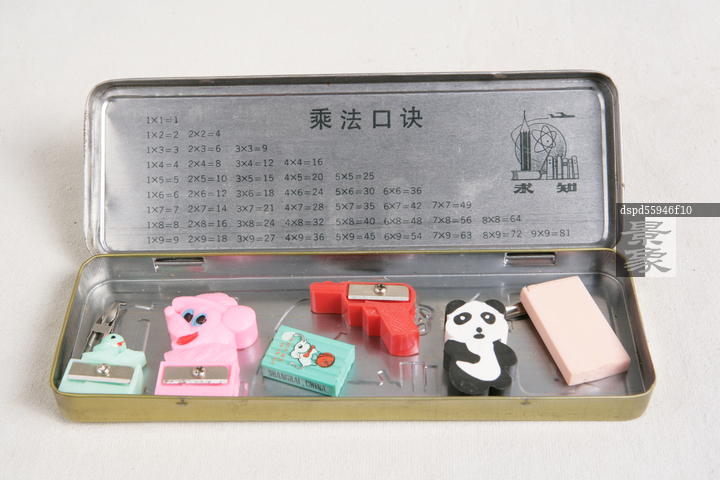 乘法口诀
1×1=1
1×2=2 2×2=4
1×3=3 2×3=6 3×3=9
1×4=4 2×4=8 3×4=12 4×4=16
1×5=5 2×5=10 3×5=15 4×5=20 5×5=25
1×6=6 2×6=12 3×6=18 4×6=24 5×6=30 6×6=36
1×7=7 2×7=14 3×7=21 4×7=28 5×7=35 6×7=42 7×7=49
1×8=8 2×8=16 3×8=24 4×8=32 5×8=40 6×8=48 7×8=56 8×8=64
1×9=9 2×9=18 3×9=27 4×9=36 5×9=45 6×9=54 7×9=63 8×9=72 9×9=81
求知
dspd55946f10
景象
SHANGHAI, CHINA